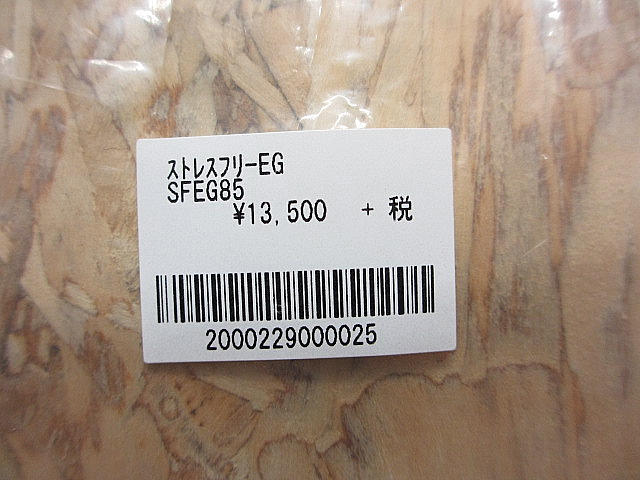 ｽﾄﾚｽﾌﾘｰEG
SFEG85
¥13,500 + 税
2000229000025